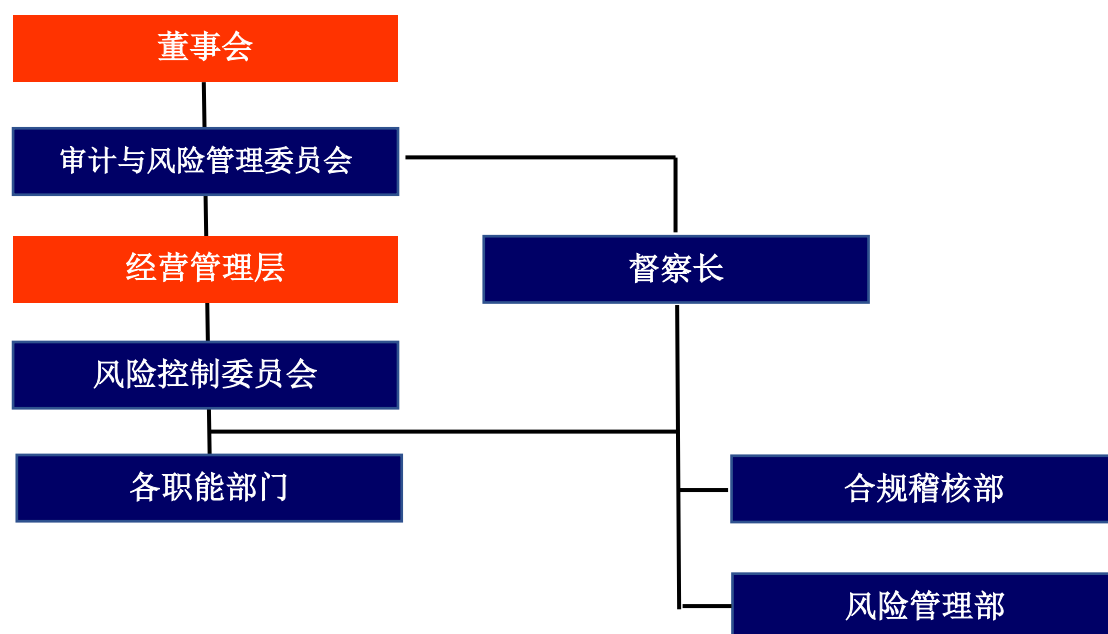 董事会
审计与风险管理委员会
经营管理层
督察长
风险控制委员会
各职能部门
合规稽核部
风险管理部